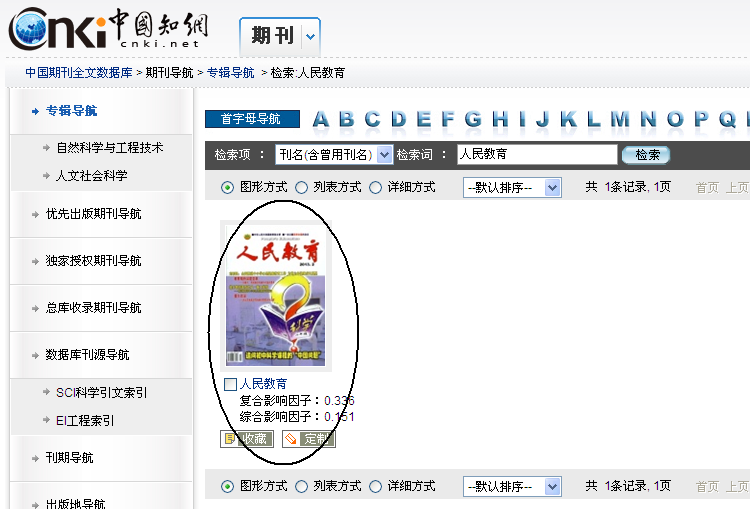 Cnki中国知网
cnki.net
期刊
中国期刊全文数据库 > 期刊导航 > 专辑导航 > 检索:人民教育
专辑导航
自然科学与工程技术
人文社会科学
优先出版期刊导航
独家授权期刊导航
总库收录期刊导航
数据库刊源导航
SCI科学引文索引
EI工程索引
刊期导航
出版地导航
首字母导航 A B C D E F G H I J K L M N O P Q
检索项 : 刊名(含曾用刊名) 检索词 : 人民教育 检索
图形方式 列表方式 详细方式 --默认排序-- 共 1条记录, 1页 首页 上页
人民教育
人民教育
复合影响因子：0.336
综合影响因子：0.151
收藏 定制
图形方式 列表方式 详细方式 --默认排序-- 共 1条记录, 1页 首页 上页